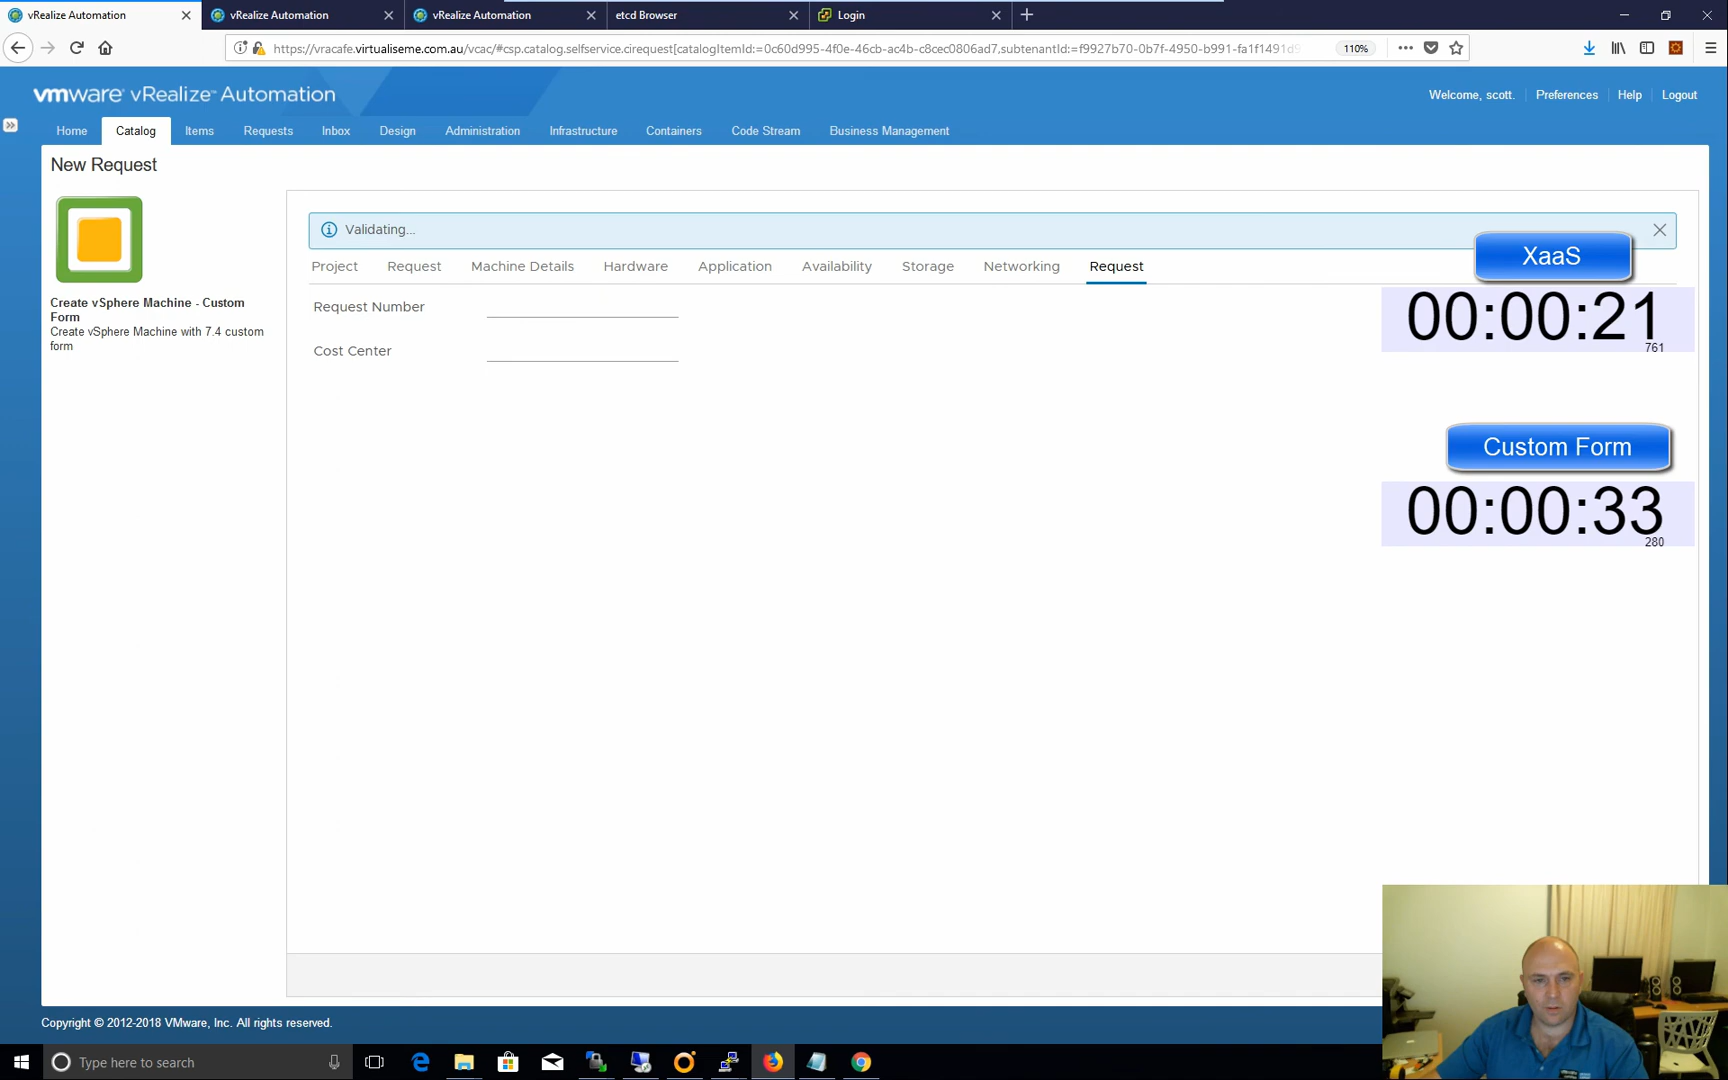 vRealize Automation
vRealize Automation
vRealize Automation
etcd Browser
Login
https://vracafe.virtualiseme.com.au/vcac/#csp.catalog.selfservice.cirequest[catalogItemId:=0c60d995-4f0e-46cb-ac4b-c8cec0806ad7,subtenantId:=f9927b70-0b7f-4950-b991-fa1f1491d9
110%
vmware vRealize™ Automation
Welcome, scott.
Preferences
Help
Logout
Home
Catalog
Items
Requests
Inbox
Design
Administration
Infrastructure
Containers
Code Stream
Business Management
New Request
Create vSphere Machine - Custom
Form
Create vSphere Machine with 7.4 custom
form
Validating...
Project
Request
Machine Details
Hardware
Application
Availability
Storage
Networking
Request
Request Number
Cost Center
XaaS
00:00:21
761
Custom Form
00:00:33
280
Copyright © 2012-2018 VMware, Inc. All rights reserved.
Type here to search